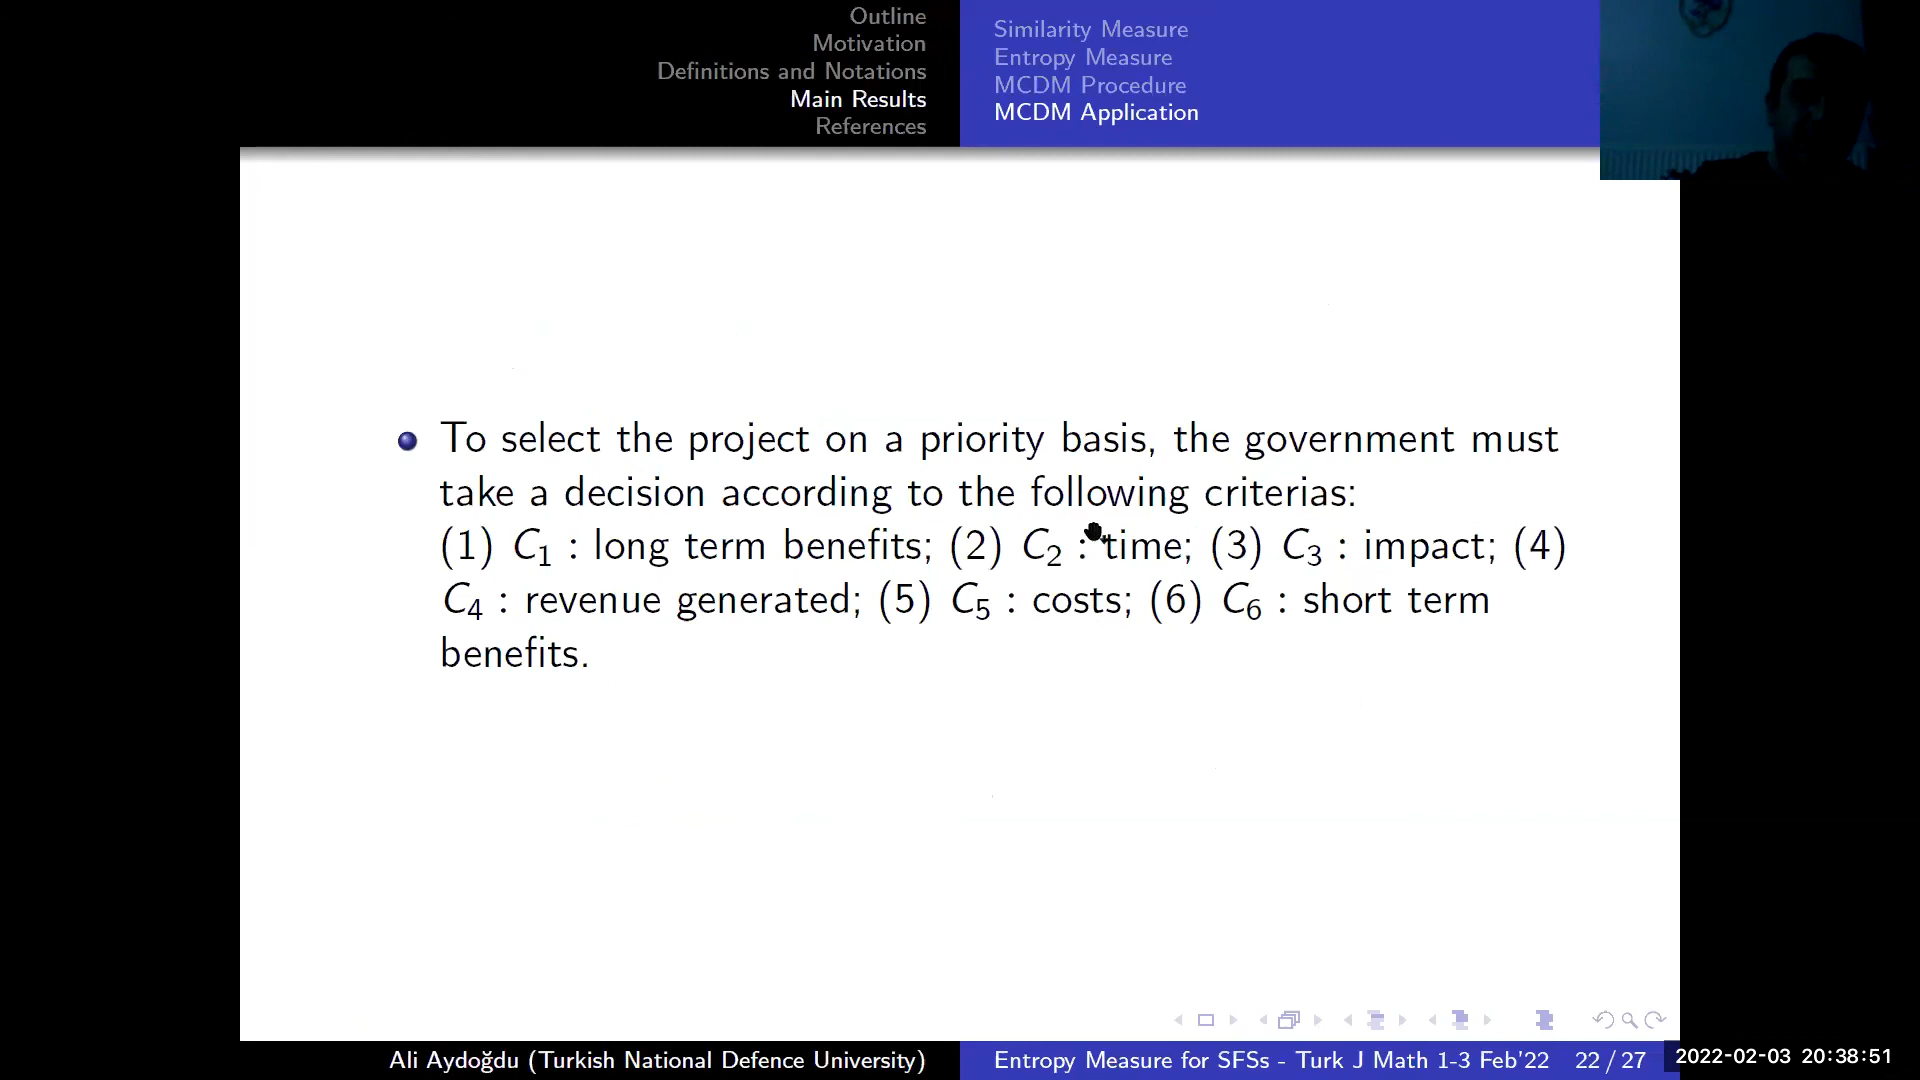 Outline
Motivation
Definitions and Notations
Main Results
References
Similarity Measure
Entropy Measure
MCDM Procedure
MCDM Application
To select the project on a priority basis, the government must
take a decision according to the following criterias:
(1) C₁ : long term benefits; (2) C₂ : time; (3) C₃ : impact; (4)
C₄ : revenue generated; (5) C₅ : costs; (6) C₆ : short term
benefits.
Ali Aydoğdu (Turkish National Defence University)
Entropy Measure for SFSs - Turk J Math 1-3 Feb'22 22 / 27
2022-02-03 20:38:51